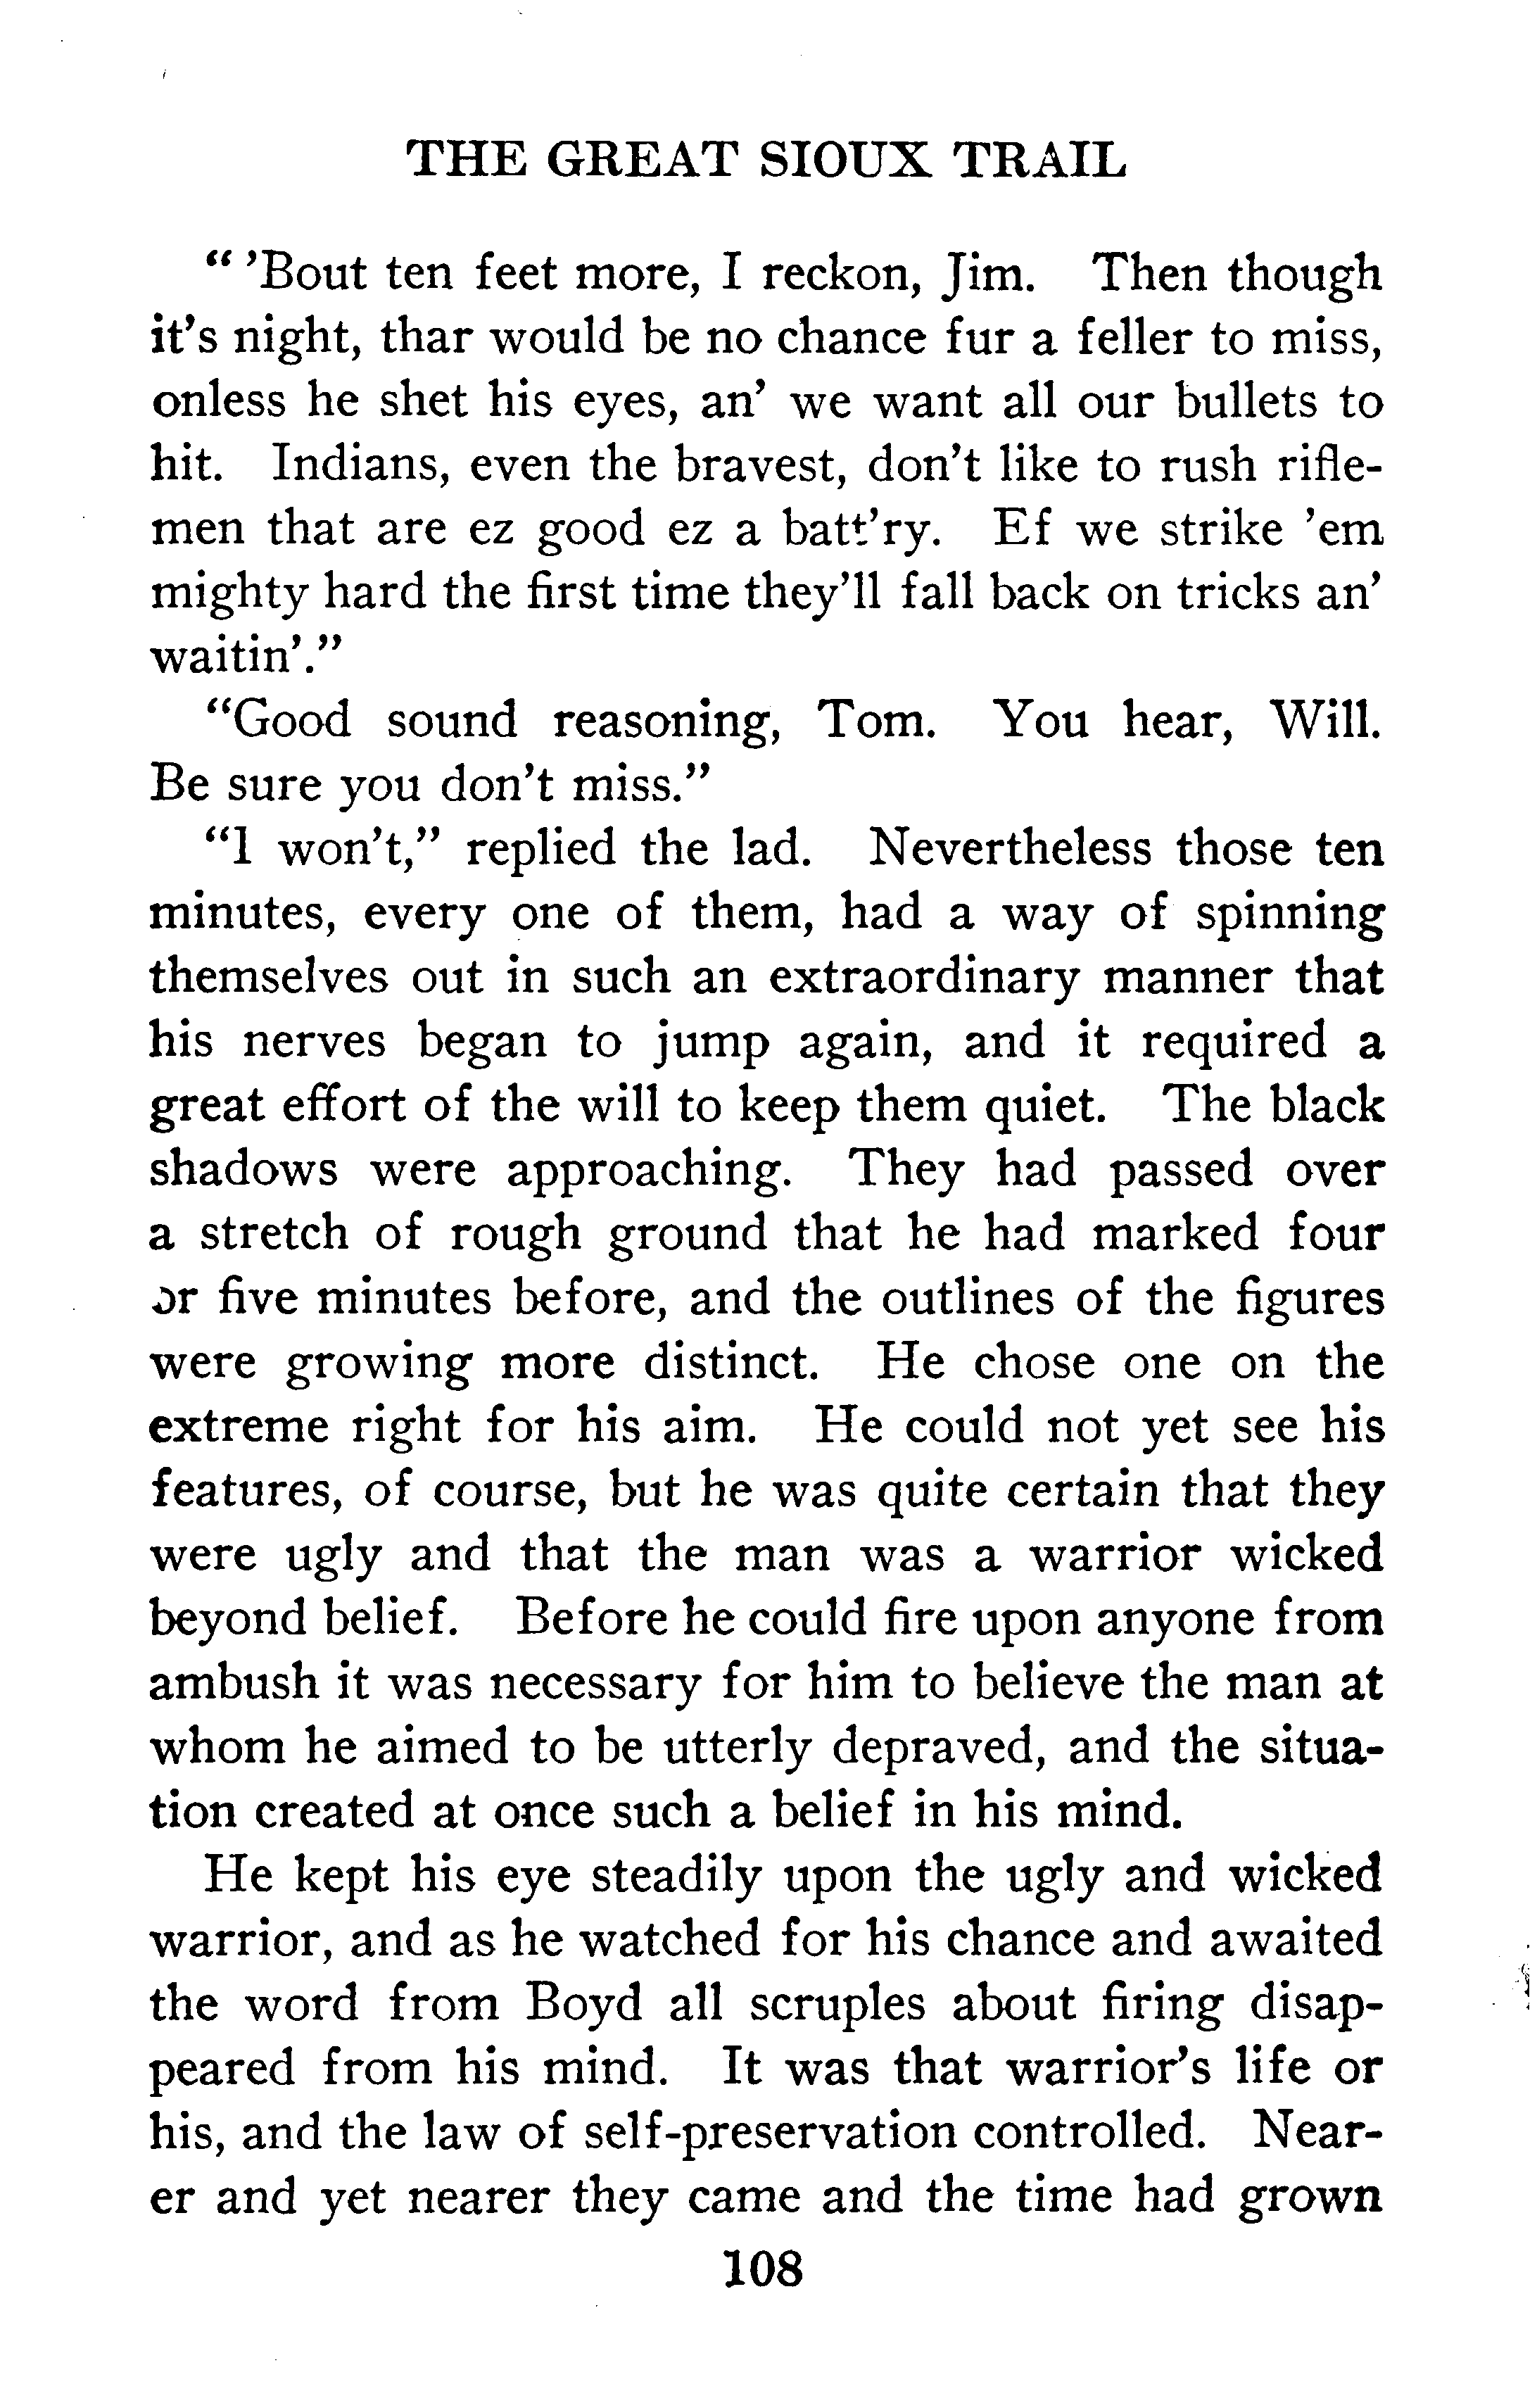 THE GREAT SIOUX TRAIL
" 'Bout ten feet more, I reckon, Jim. Then though
it's night, thar would be no chance fur a feller to miss,
onless he shet his eyes, an' we want all our bullets to
hit. Indians, even the bravest, don't like to rush rifle-
men that are ez good ez a batt'ry. Ef we strike 'em
mighty hard the first time they'll fall back on tricks an'
waitin'."
"Good sound reasoning, Tom. You hear, Will.
Be sure you don't miss."
"I won't," replied the lad. Nevertheless those ten
minutes, every one of them, had a way of spinning
themselves out in such an extraordinary manner that
his nerves began to jump again, and it required a
great effort of the will to keep them quiet. The black
shadows were approaching. They had passed over
a stretch of rough ground that he had marked four
or five minutes before, and the outlines of the figures
were growing more distinct. He chose one on the
extreme right for his aim. He could not yet see his
features, of course, but he was quite certain that they
were ugly and that the man was a warrior wicked
beyond belief. Before he could fire upon anyone from
ambush it was necessary for him to believe the man at
whom he aimed to be utterly depraved, and the situa-
tion created at once such a belief in his mind.
He kept his eye steadily upon the ugly and wicked
warrior, and as he watched for his chance and awaited
the word from Boyd all scruples about firing disap-
peared from his mind. It was that warrior's life or
his, and the law of self-preservation controlled. Near-
er and yet nearer they came and the time had grown
108